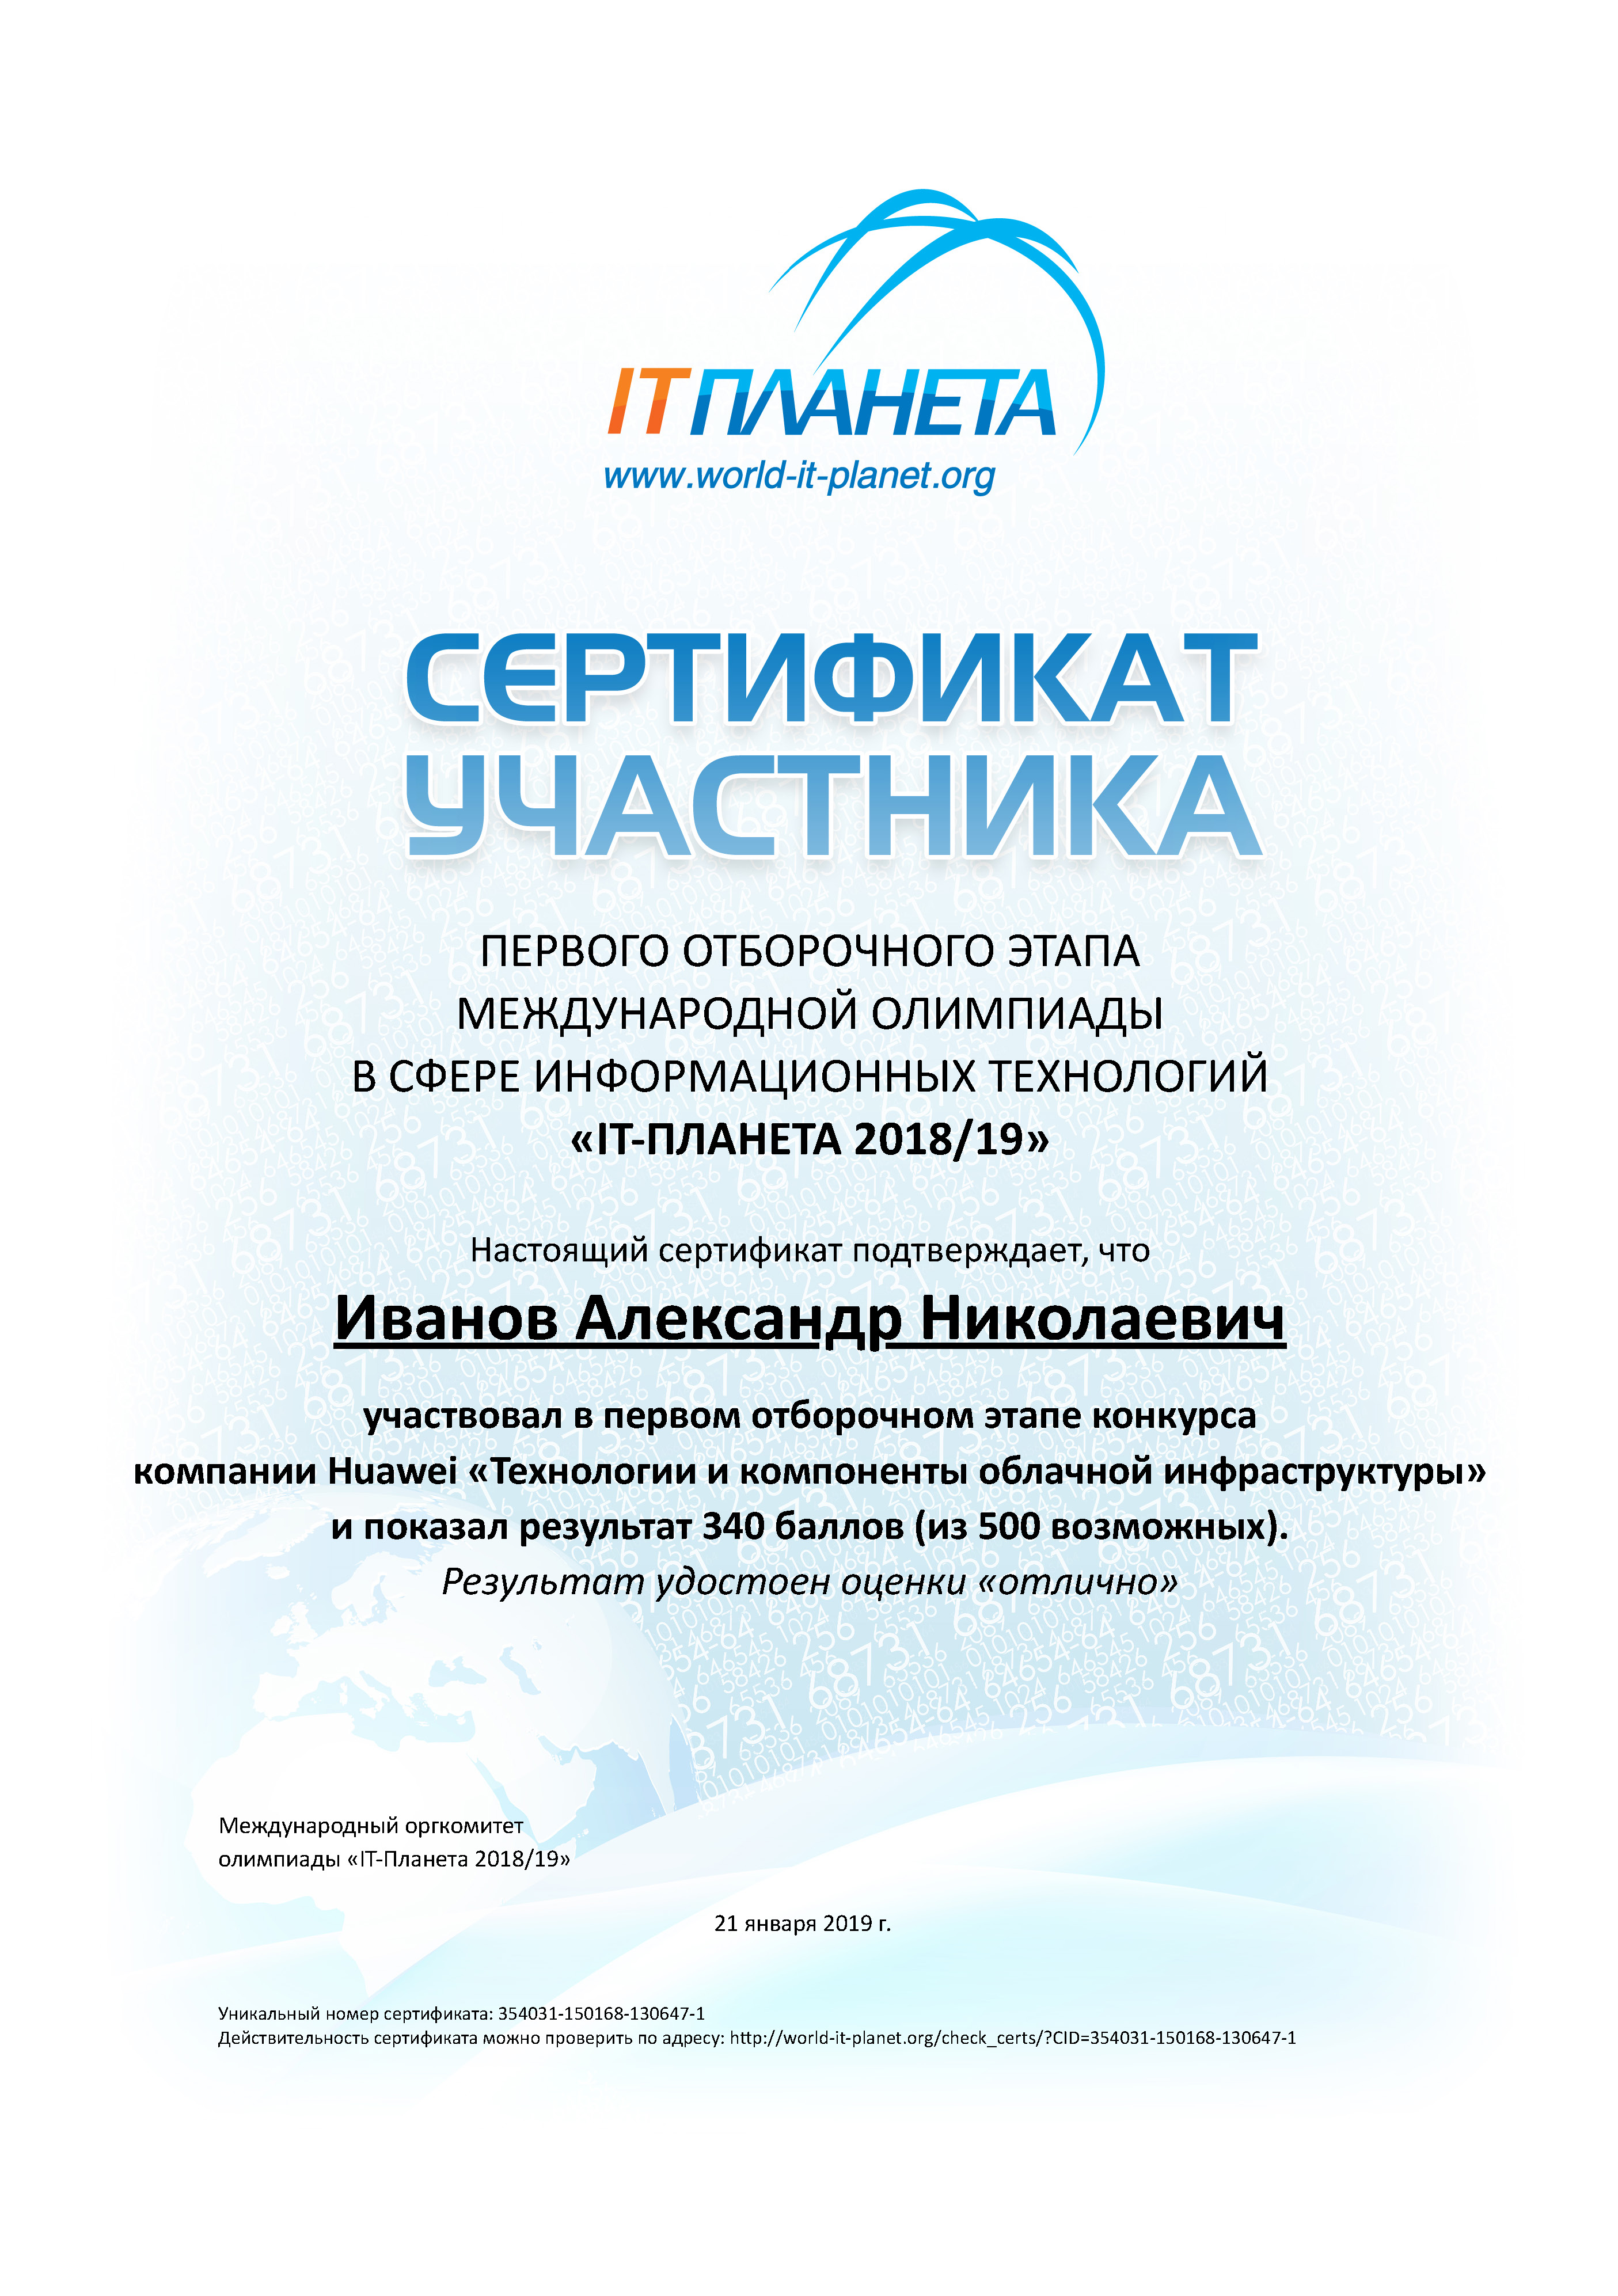 IT ПЛАНЕТА
www.world-it-planet.org
СЕРТИФИКАТ
УЧАСТНИКА
ПЕРВОГО ОТБОРОЧНОГО ЭТАПА
МЕЖДУНАРОДНОЙ ОЛИМПИАДЫ
В СФЕРЕ ИНФОРМАЦИОННЫХ ТЕХНОЛОГИЙ
«IT-ПЛАНЕТА 2018/19»
Настоящий сертификат подтверждает, что
Иванов Александр Николаевич
участвовал в первом отборочном этапе конкурса
компании Huawei «Технологии и компоненты облачной инфраструктуры»
и показал результат 340 баллов (из 500 возможных).
Результат удостоен оценки «отлично»
Международный оргкомитет
олимпиады «IT-Планета 2018/19»
21 января 2019 г.
Уникальный номер сертификата: 354031-150168-130647-1
Действительность сертификата можно проверить по адресу: http://world-it-planet.org/check_certs/?CID=354031-150168-130647-1